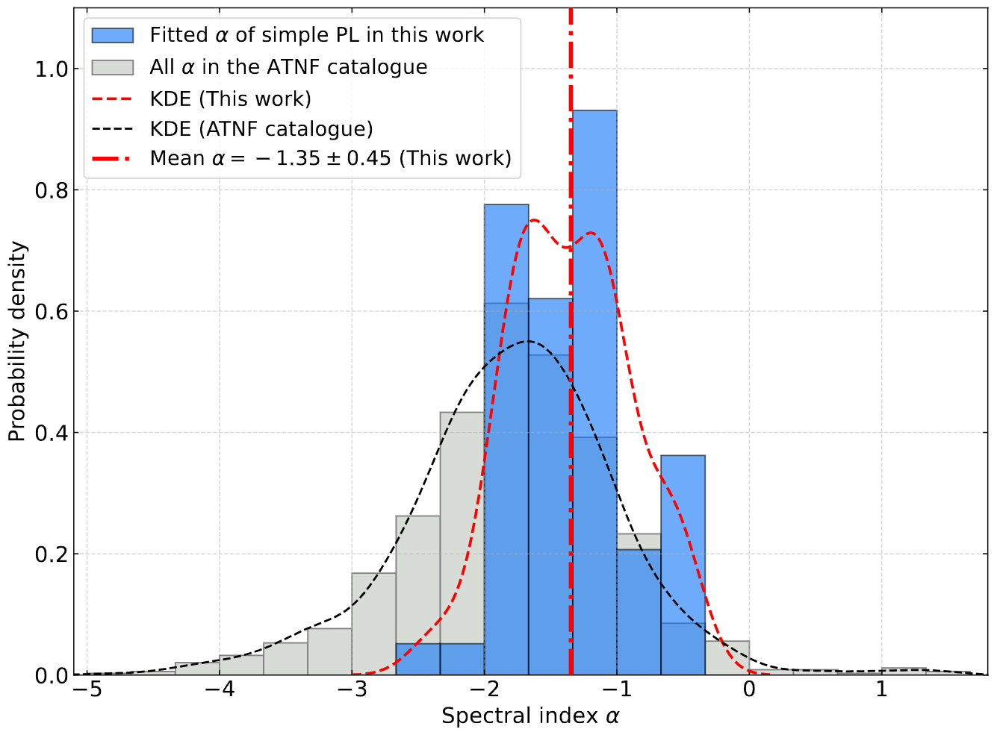 Fitted α of simple PL in this work
All α in the ATNF catalogue
KDE (This work)
KDE (ATNF catalogue)
Mean α = −1.35 ± 0.45 (This work)
1.0
0.8
0.6
0.4
0.2
0.0
Probability density
−5 −4 −3 −2 −1 0 1
Spectral index α